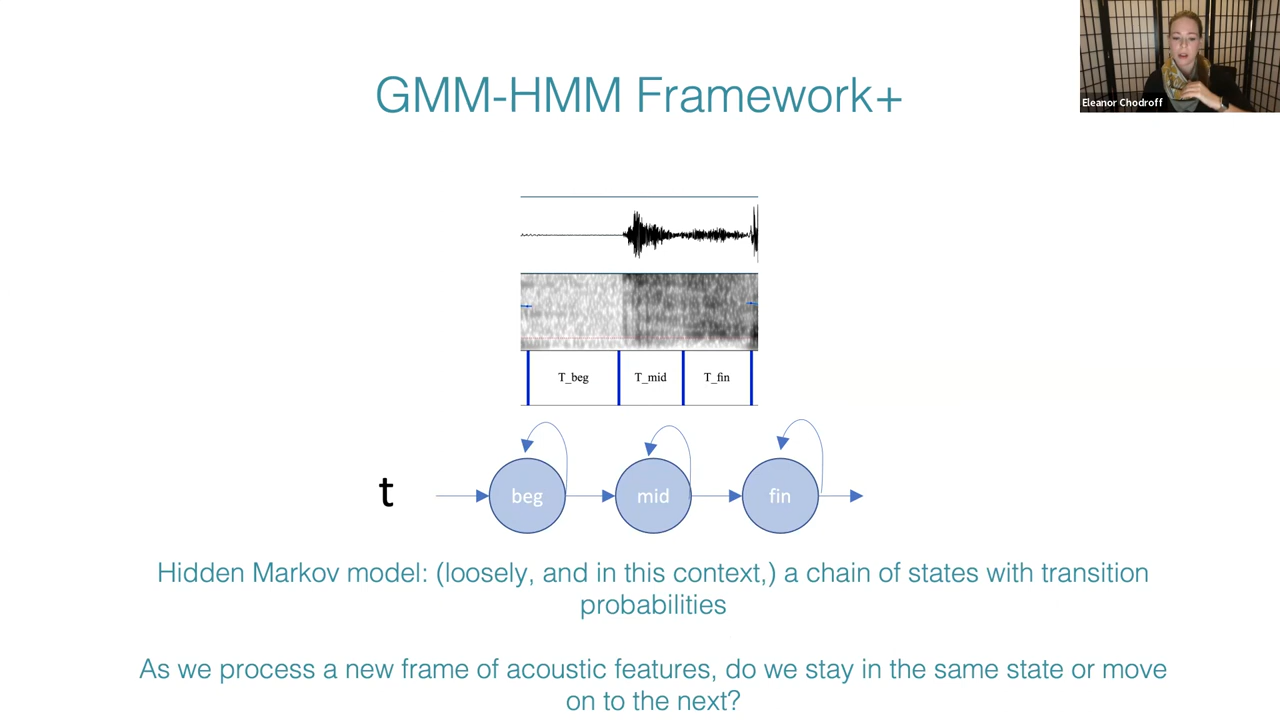 GMM-HMM Framework+
Eleanor Chodroff
T_beg T_mid T_fin
t beg mid fin
Hidden Markov model: (loosely, and in this context,) a chain of states with transition
probabilities
As we process a new frame of acoustic features, do we stay in the same state or move
on to the next?